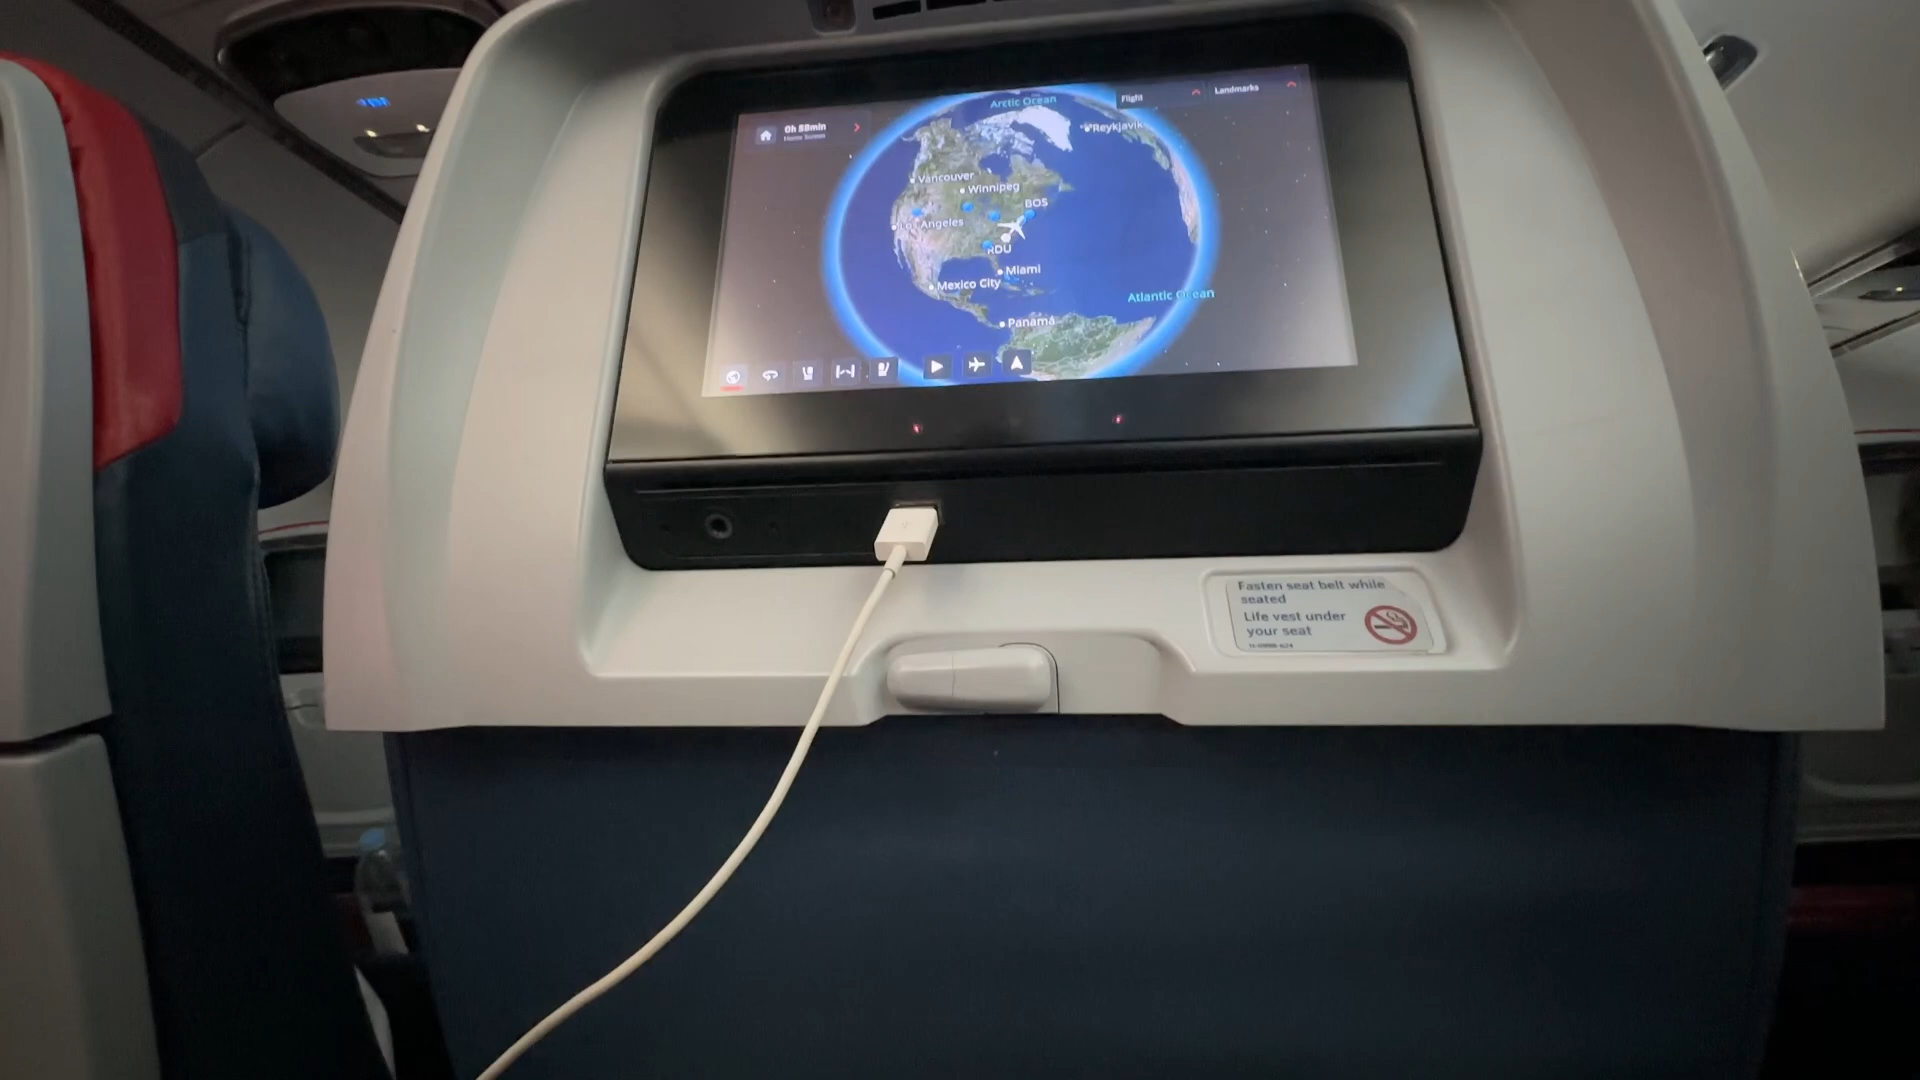 Arctic Ocean
Flight
Landmarks
0h 58min
Home Screen
Reykjavik
Vancouver
Winnipeg
BOS
Los Angeles
RDU
Miami
Mexico City
Atlantic Ocean
Panamá
Fasten seat belt while
seated
Life vest under
your seat